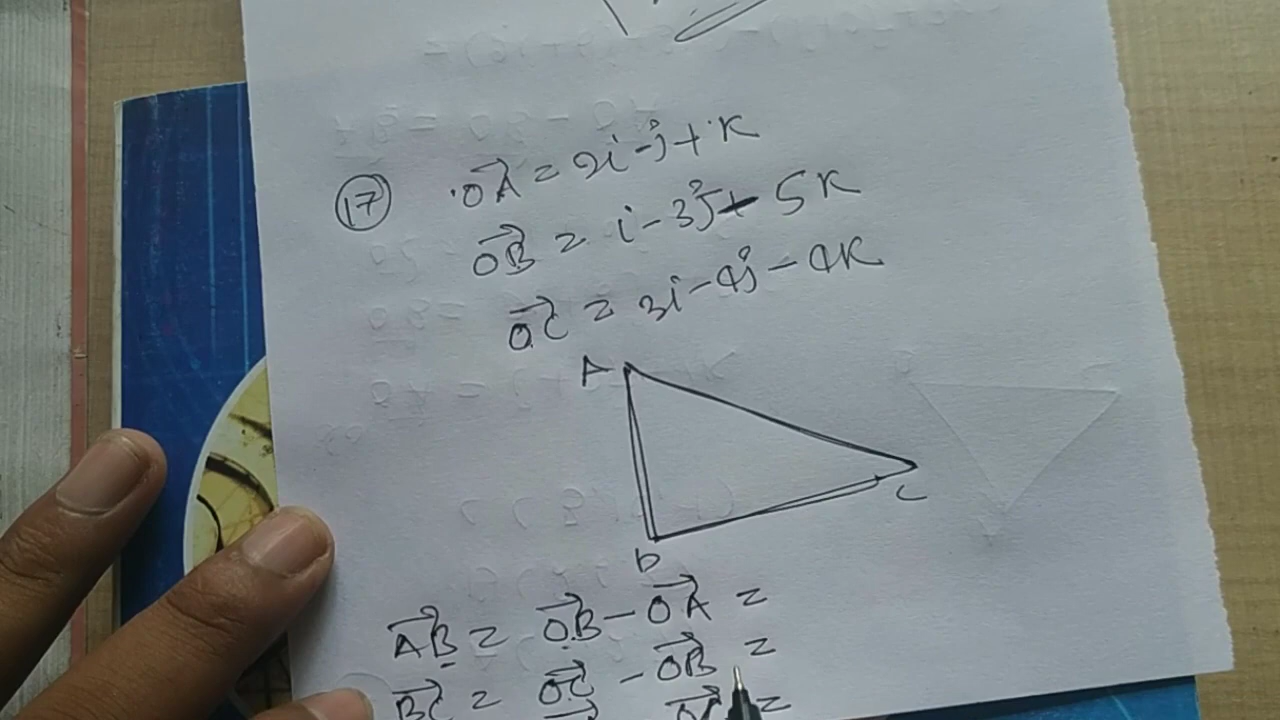 17 OA = 2i - j + k
OB = i - 3j - 5k
OC = 3i - 4j - 4k
A
C
B
AB = OB - OA =
BC = OC - OB =
=